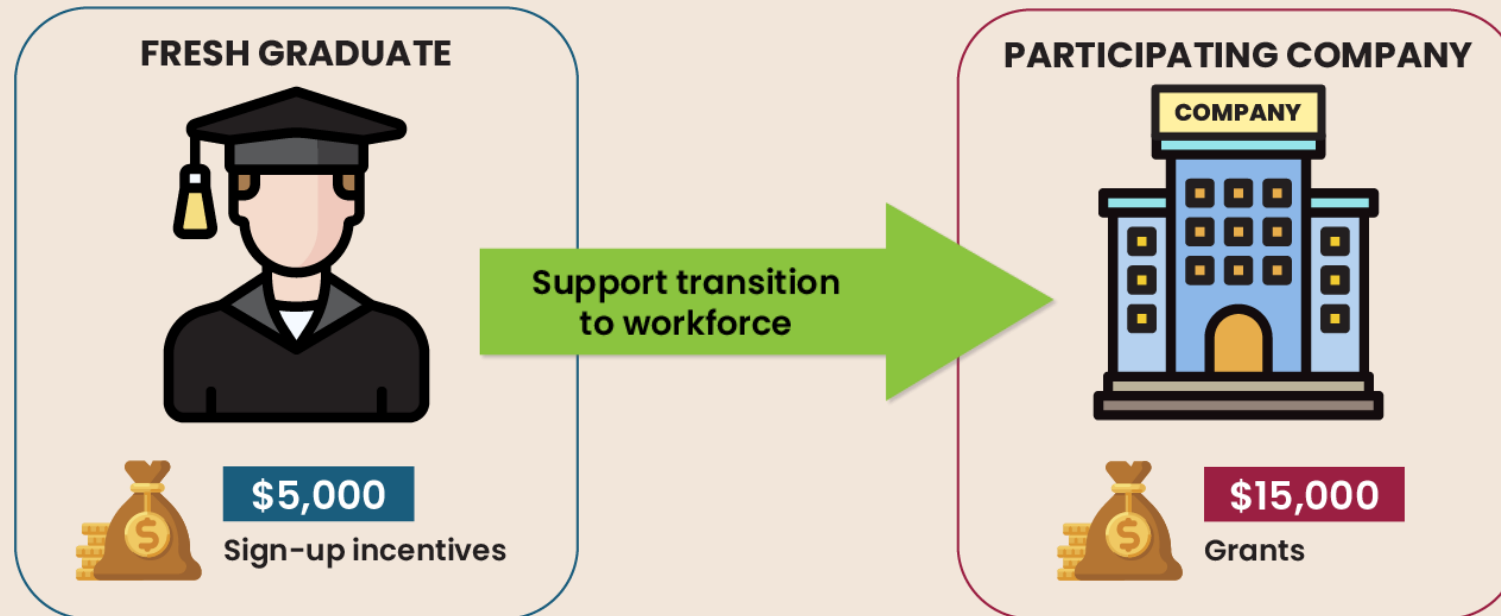 FRESH GRADUATE
Support transition
to workforce
$5,000
Sign-up incentives
PARTICIPATING COMPANY
COMPANY
$15,000
Grants